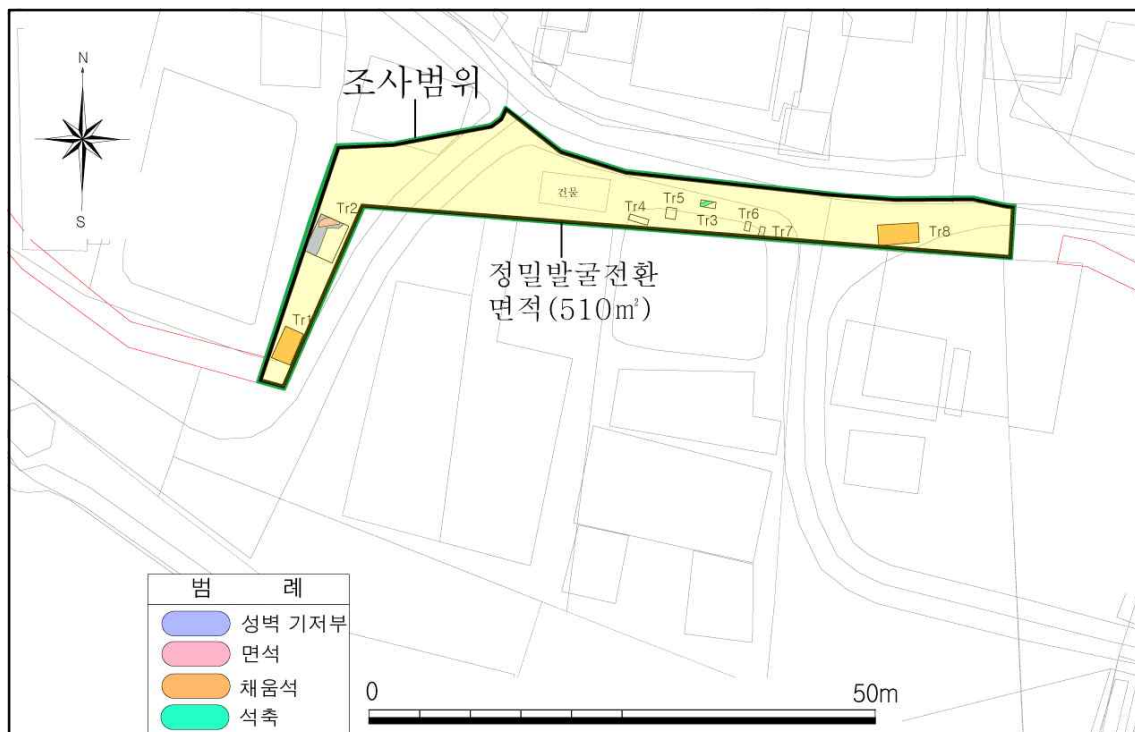 N
S
조사범위
건물
Tr2
Tr4
Tr5
Tr3
Tr6
Tr7
Tr8
Tr1
정밀발굴전환
면적(510㎡)
범 례
성벽 기저부
면석
채움석
석축
0
50m